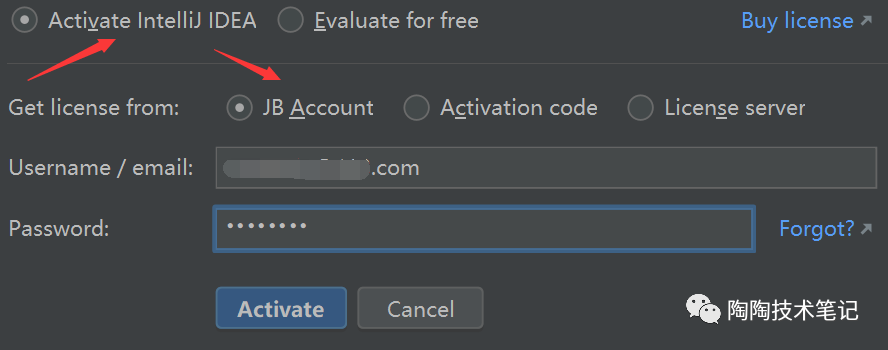 Activate IntelliJ IDEA Evaluate for free Buy license
Get license from: JB Account Activation code License server
Username / email: .com
Password: ••••••••
Forgot?
Activate Cancel
陶陶技术笔记